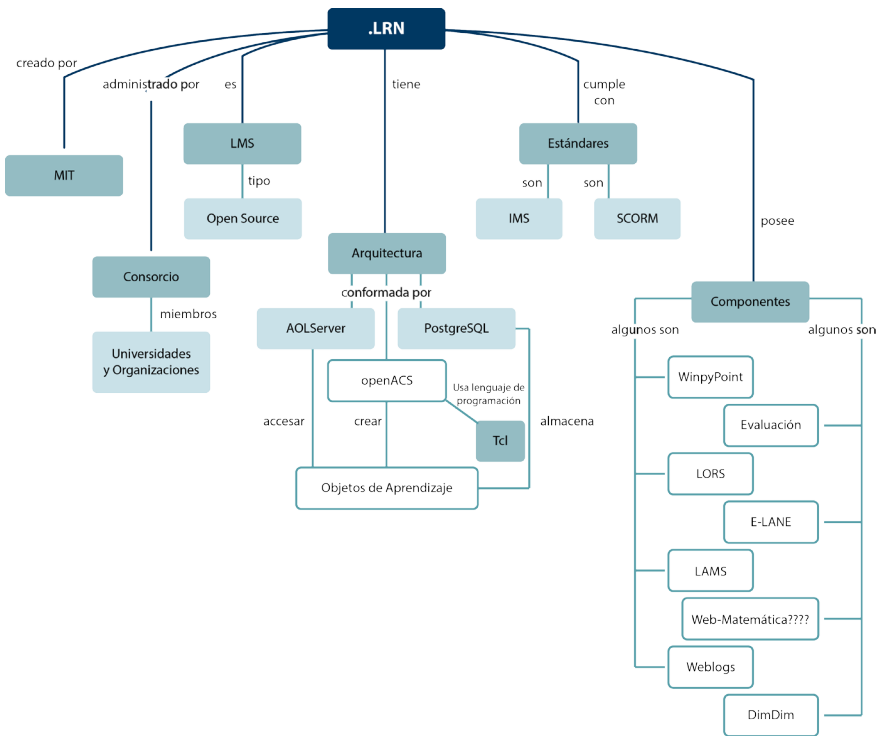 .LRN
creado por
administrado por
es
tiene
cumple
con
posee
MIT
LMS
tipo
Open Source
Estándares
son
son
IMS
SCORM
Consorcio
miembros
Universidades
y Organizaciones
Arquitectura
conformada por
AOLServer
PostgreSQL
openACS
Usa lenguaje de
programación
Tcl
accesar
crear
almacena
Objetos de Aprendizaje
Componentes
algunos son
algunos son
WinpyPoint
Evaluación
LORS
E-LANE
LAMS
Web-Matemática????
Weblogs
DimDim